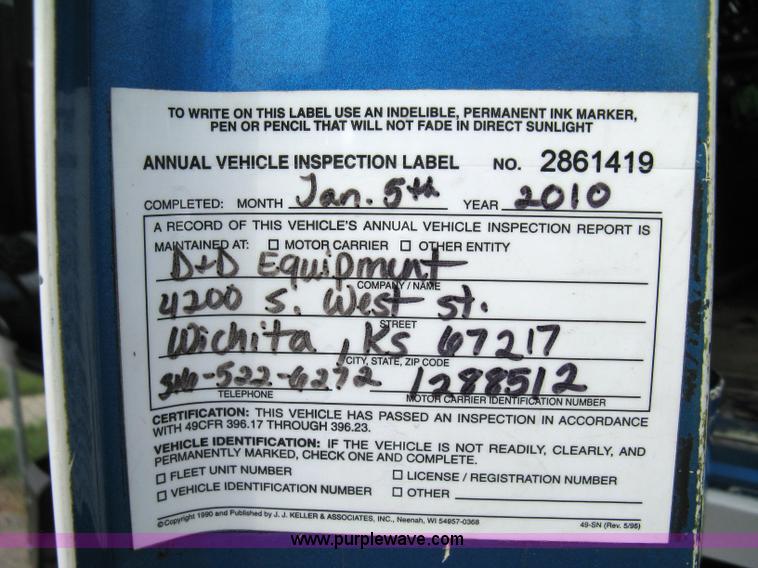 TO WRITE ON THIS LABEL USE AN INDELIBLE, PERMANENT INK MARKER,
PEN OR PENCIL THAT WILL NOT FADE IN DIRECT SUNLIGHT
ANNUAL VEHICLE INSPECTION LABEL NO. 2861419
COMPLETED: MONTH Jan. 5th YEAR 2010
A RECORD OF THIS VEHICLE'S ANNUAL VEHICLE INSPECTION REPORT IS
MAINTAINED AT: ☐ MOTOR CARRIER ☐ OTHER ENTITY
D+D Equipment
COMPANY / NAME
4200 S. West St.
STREET
Wichita, Ks 67217
CITY, STATE, ZIP CODE
316-522-6272 1288512
TELEPHONE MOTOR CARRIER IDENTIFICATION NUMBER
CERTIFICATION: THIS VEHICLE HAS PASSED AN INSPECTION IN ACCORDANCE
WITH 49CFR 396.17 THROUGH 396.23.
VEHICLE IDENTIFICATION: IF THE VEHICLE IS NOT READILY, CLEARLY, AND
PERMANENTLY MARKED, CHECK ONE AND COMPLETE.
☐ FLEET UNIT NUMBER ☐ LICENSE / REGISTRATION NUMBER
☐ VEHICLE IDENTIFICATION NUMBER ☐ OTHER
©Copyright 1990 and Published by J. J. KELLER & ASSOCIATES, INC., Neenah, WI 54957-0368 49-SN (Rev. 5/95)
www.purplewave.com